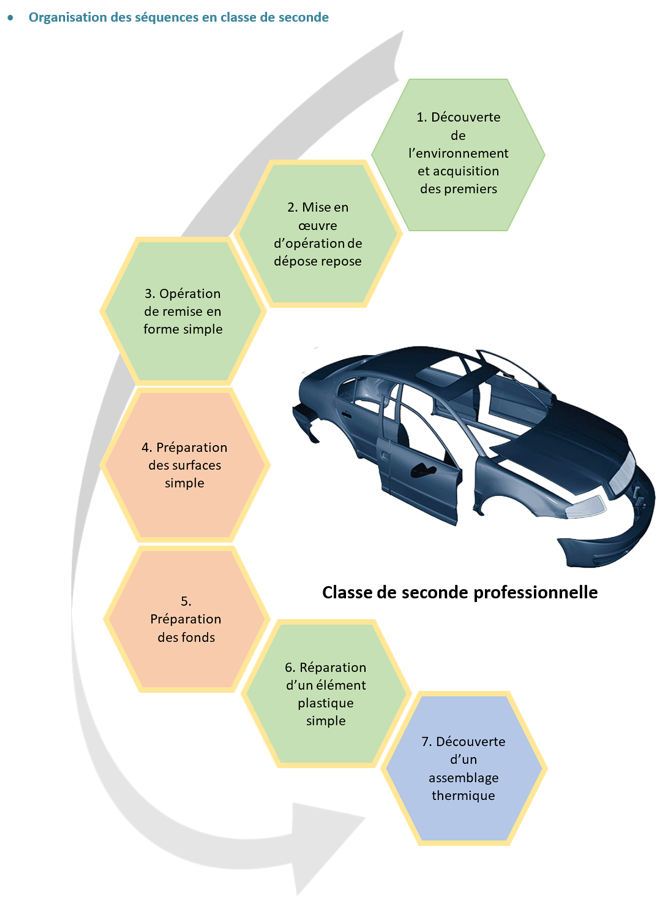 • Organisation des séquences en classe de seconde
1. Découverte
de
l’environnement
et acquisition
des premiers
2. Mise en
œuvre
d’opération de
dépose repose
3. Opération
de remise en
forme simple
4. Préparation
des surfaces
simple
5.
Préparation
des fonds
Classe de seconde professionnelle
6. Réparation
d’un élément
plastique
simple
7. Découverte
d’un
assemblage
thermique